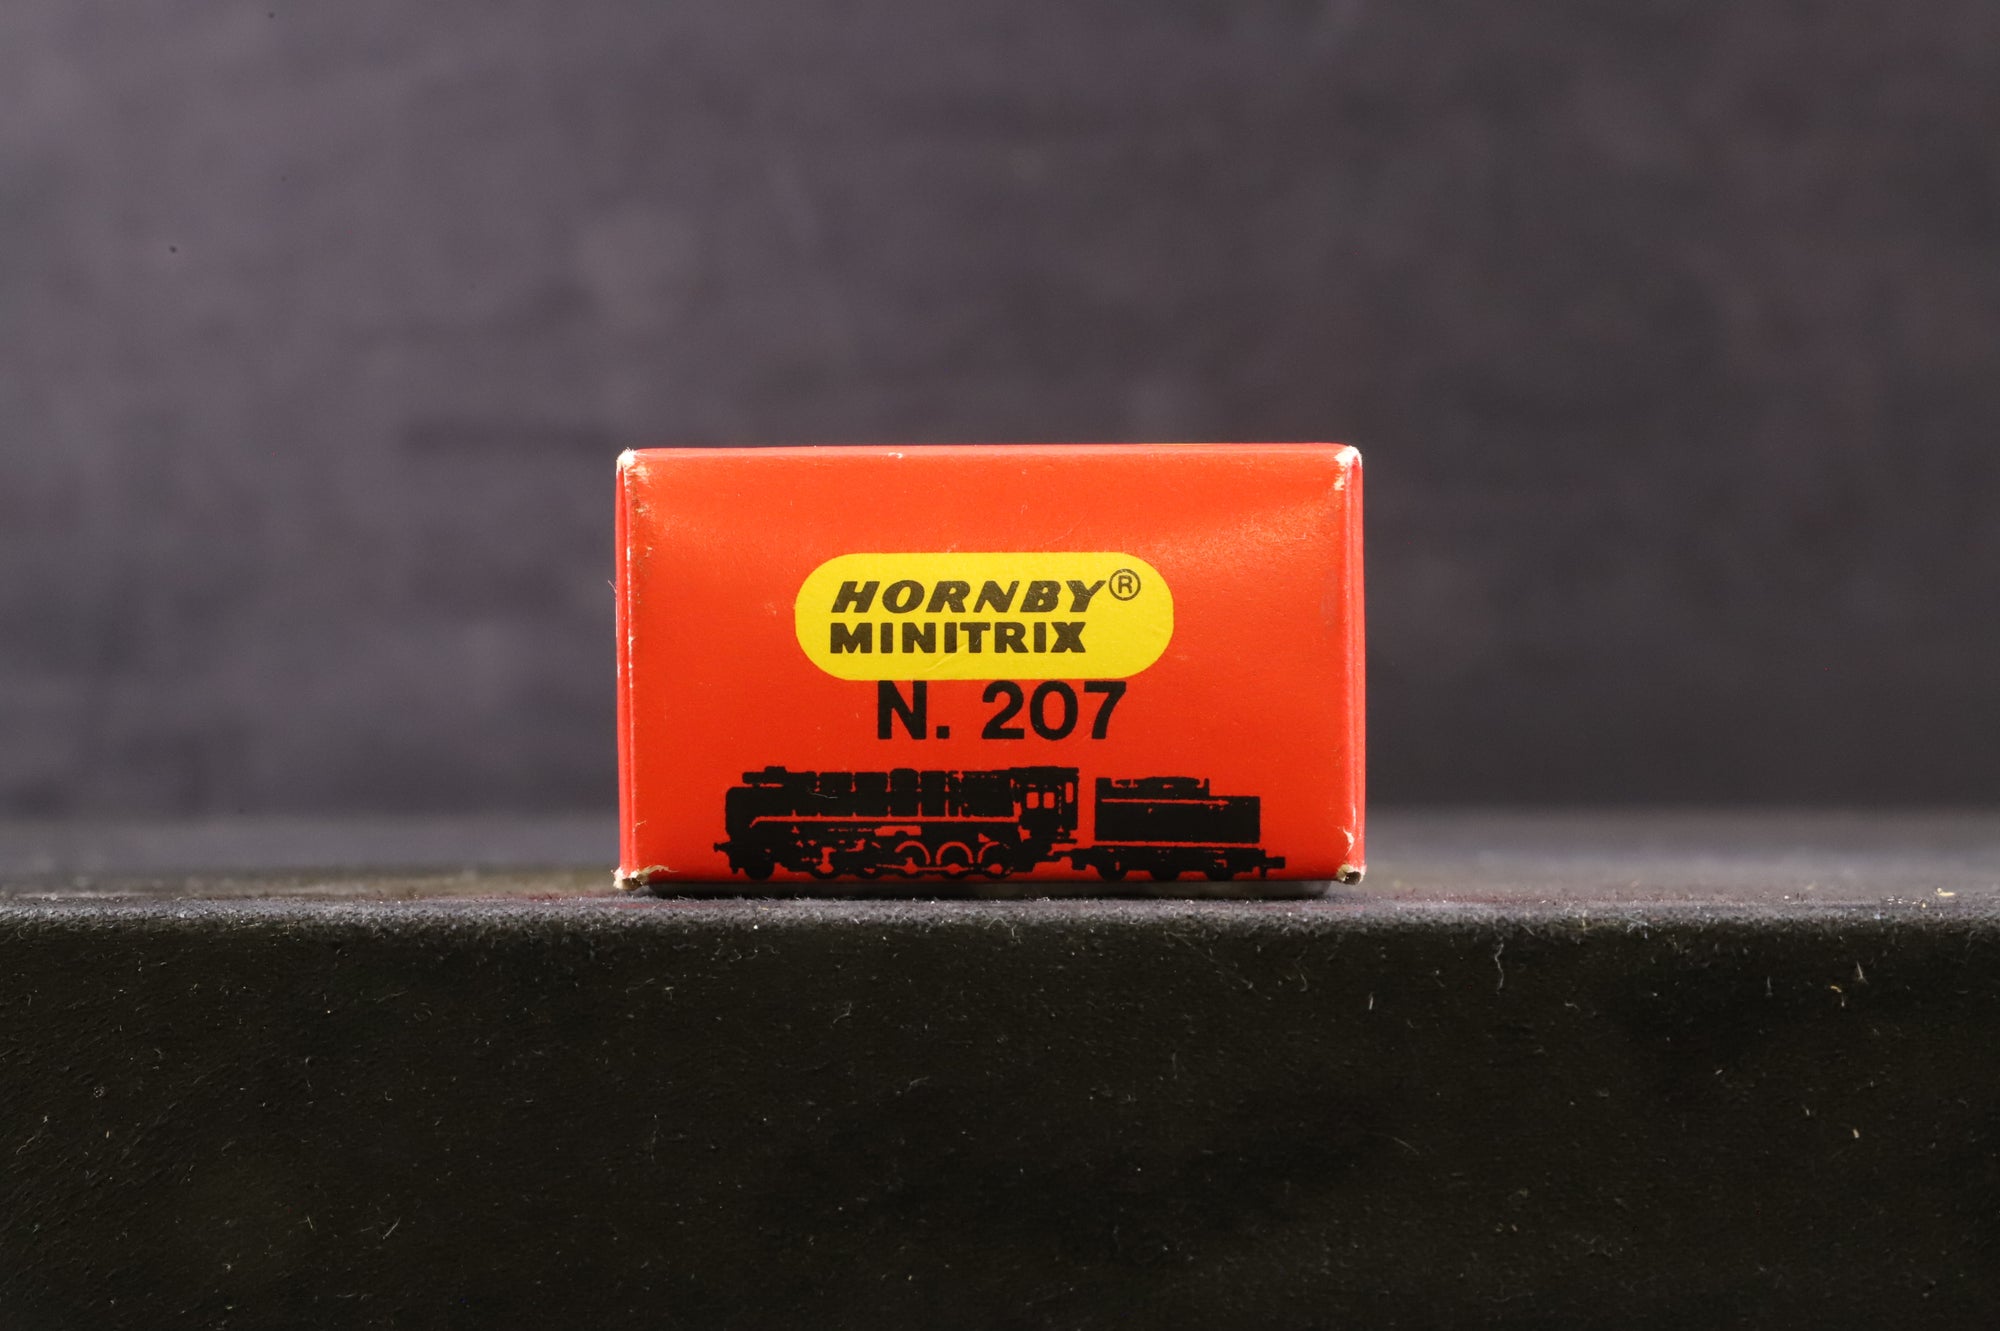 HORNBY®
MINITRIX
N. 207